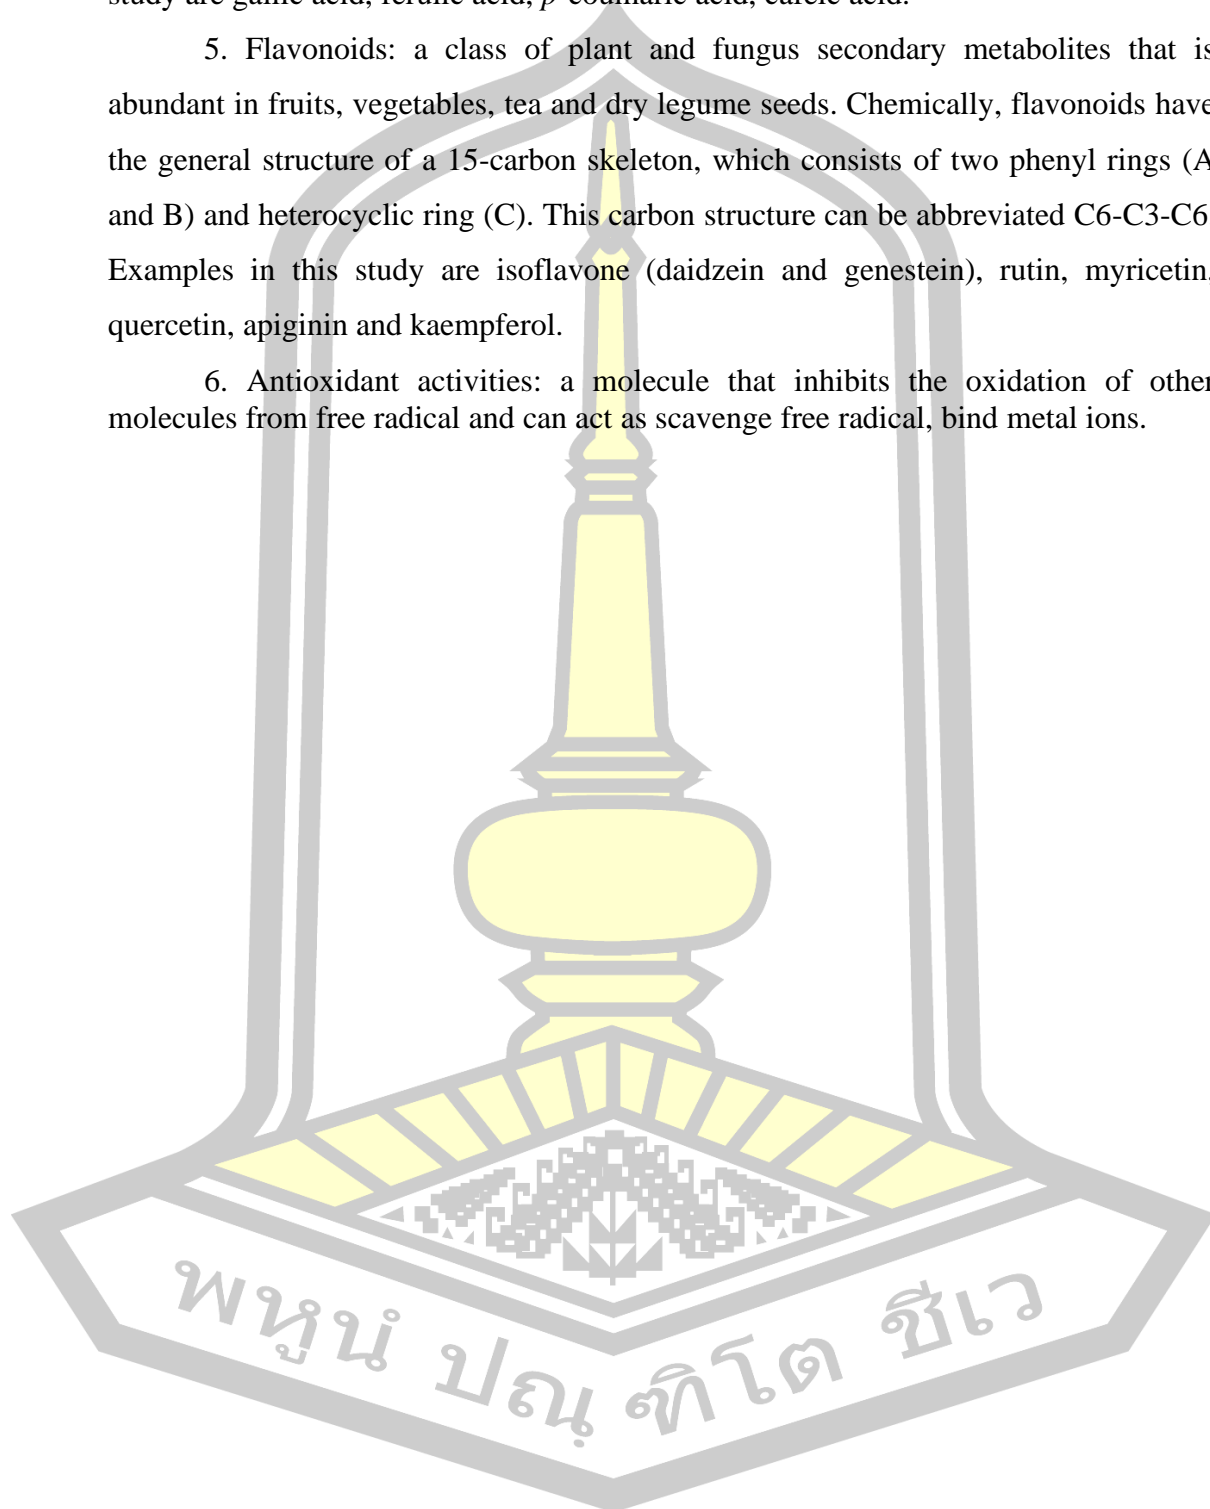 study are gallic acid, ferulic acid, p-coumaric acid, cafeic acid.
5. Flavonoids: a class of plant and fungus secondary metabolites that is
abundant in fruits, vegetables, tea and dry legume seeds. Chemically, flavonoids have
the general structure of a 15-carbon skeleton, which consists of two phenyl rings (A
and B) and heterocyclic ring (C). This carbon structure can be abbreviated C6-C3-C6
Examples in this study are isoflavone (daidzein and genestein), rutin, myricetin,
quercetin, apiginin and kaempferol.
6. Antioxidant activities: a molecule that inhibits the oxidation of other
molecules from free radical and can act as scavenge free radical, bind metal ions.
พหูนํ ปณฺฑิโต ชีเว